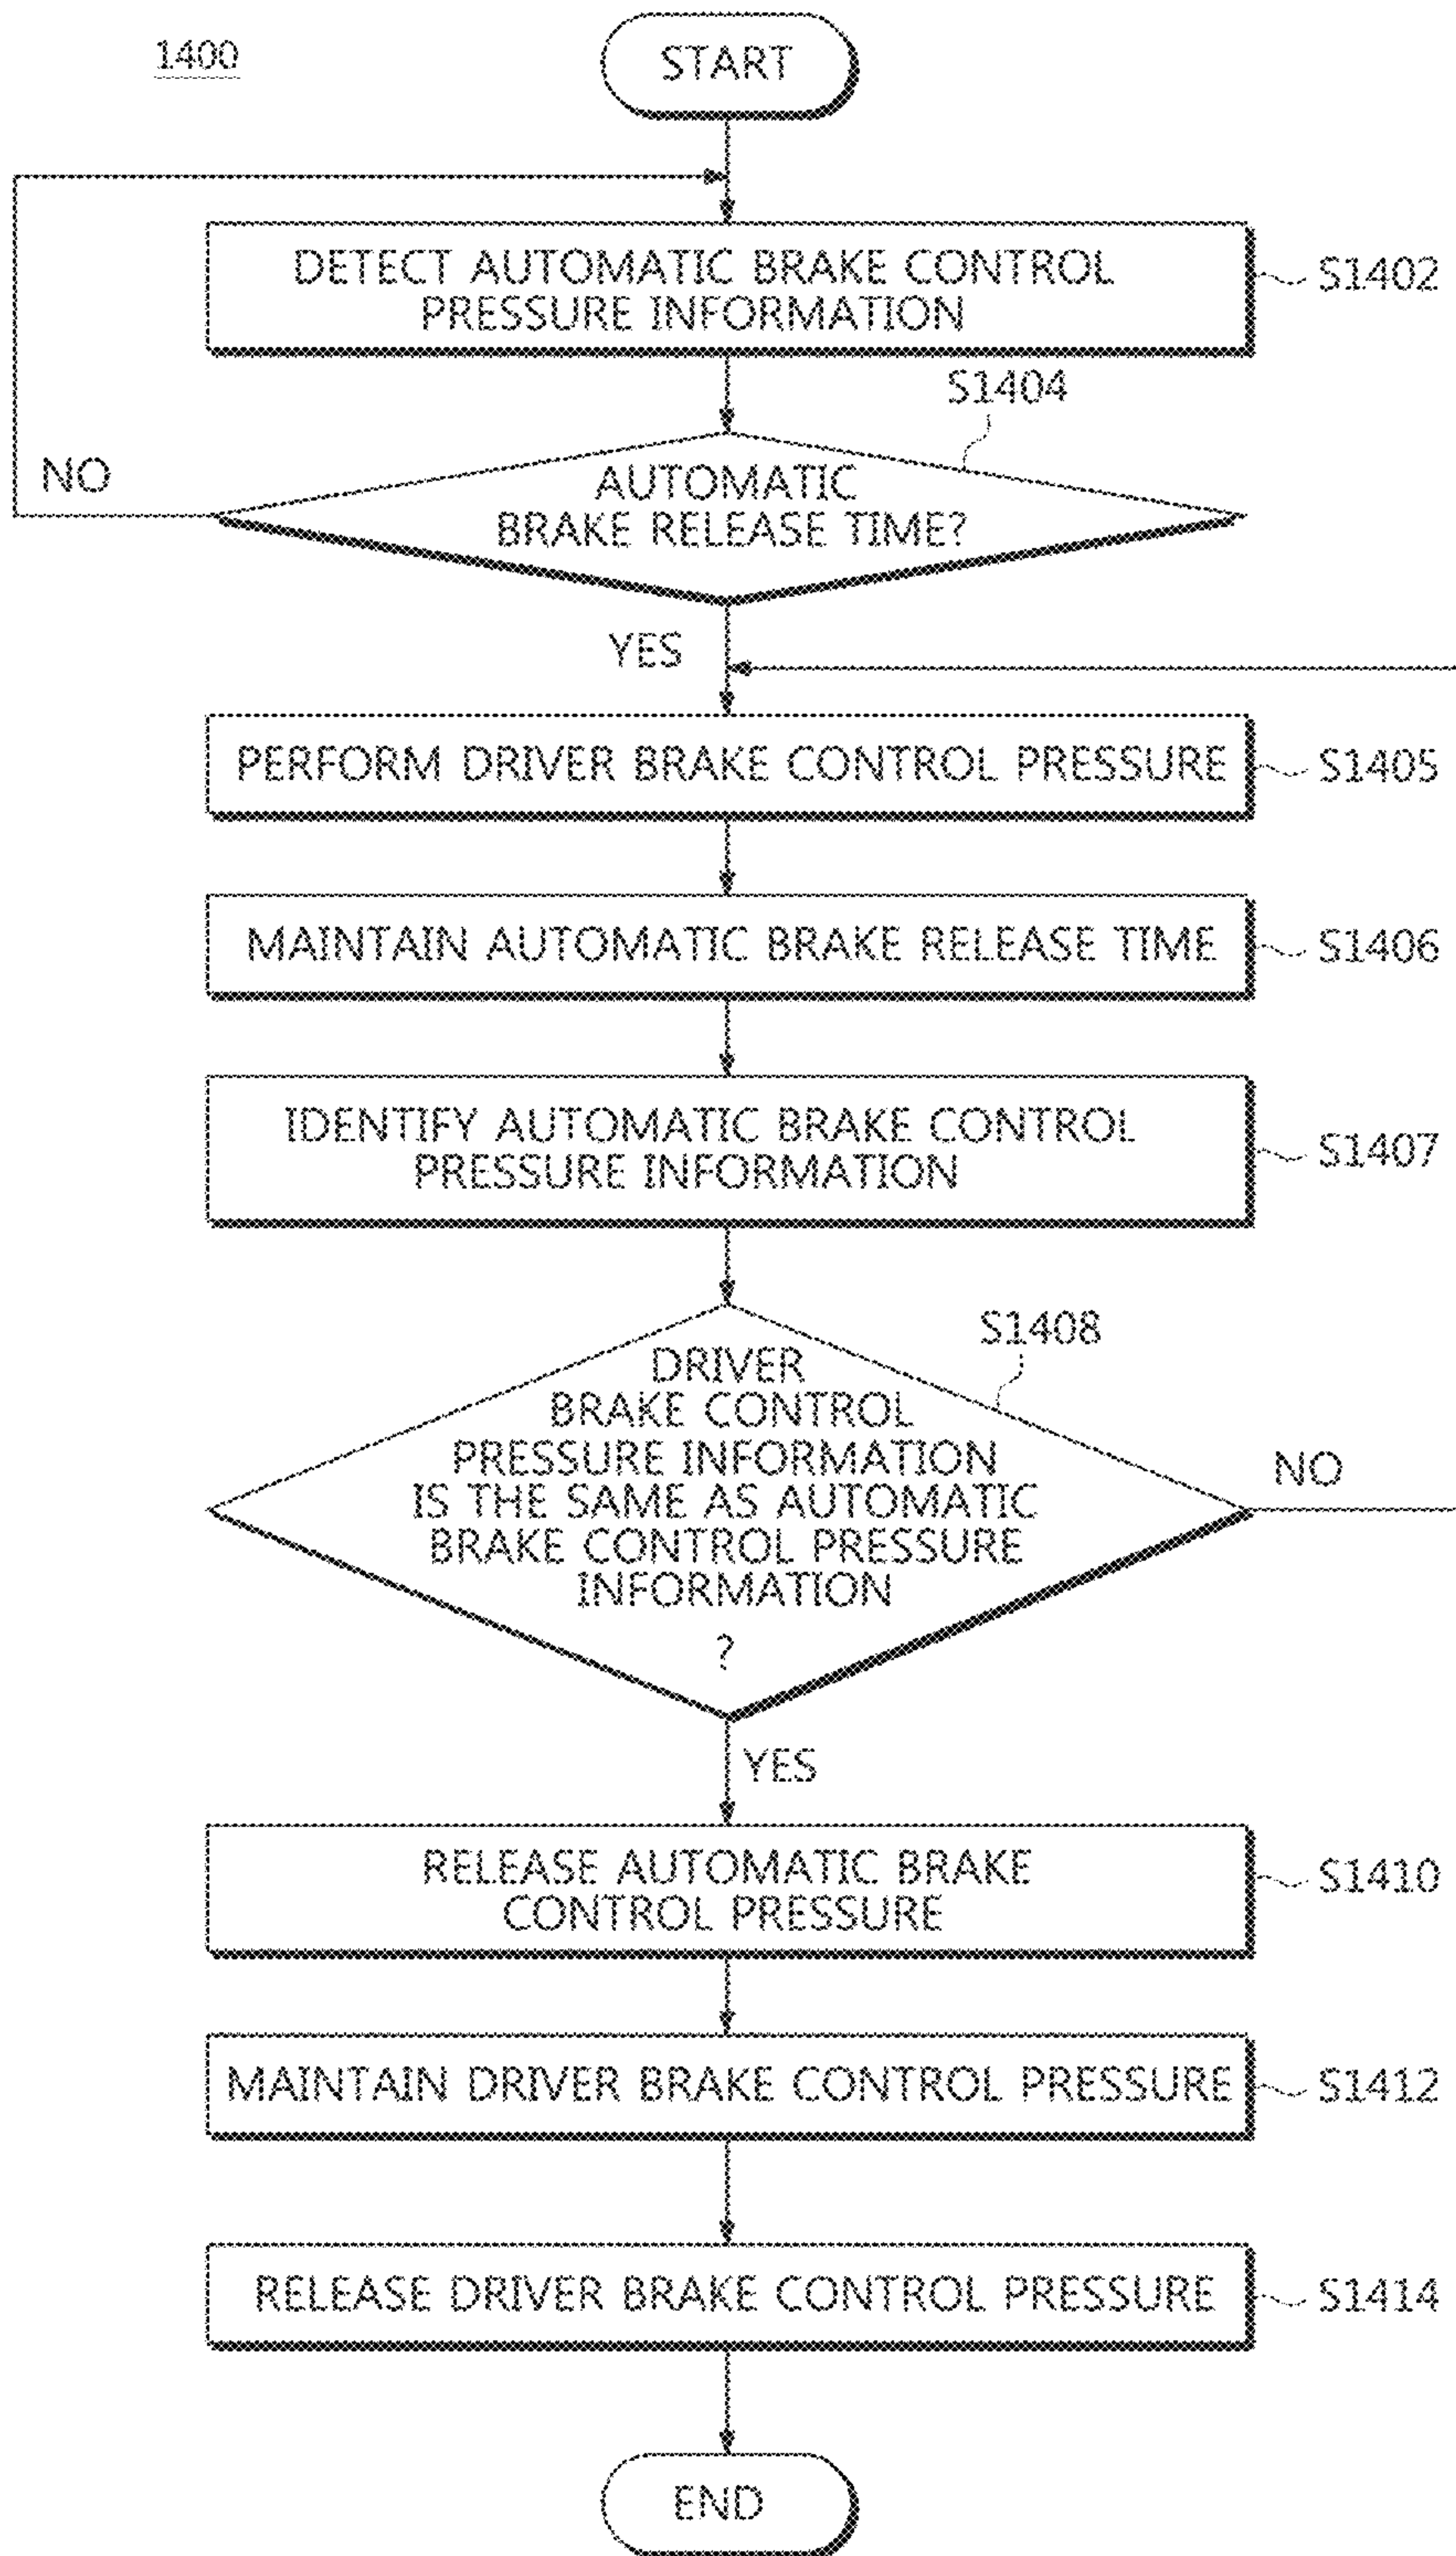 1400
START
DETECT AUTOMATIC BRAKE CONTROL
PRESSURE INFORMATION
S1402
S1404
AUTOMATIC
BRAKE RELEASE TIME?
NO
YES
PERFORM DRIVER BRAKE CONTROL PRESSURE
S1405
MAINTAIN AUTOMATIC BRAKE RELEASE TIME
S1406
IDENTIFY AUTOMATIC BRAKE CONTROL
PRESSURE INFORMATION
S1407
S1408
DRIVER
BRAKE CONTROL
PRESSURE INFORMATION
IS THE SAME AS AUTOMATIC
BRAKE CONTROL PRESSURE
INFORMATION
?
NO
YES
RELEASE AUTOMATIC BRAKE
CONTROL PRESSURE
S1410
MAINTAIN DRIVER BRAKE CONTROL PRESSURE
S1412
RELEASE DRIVER BRAKE CONTROL PRESSURE
S1414
END